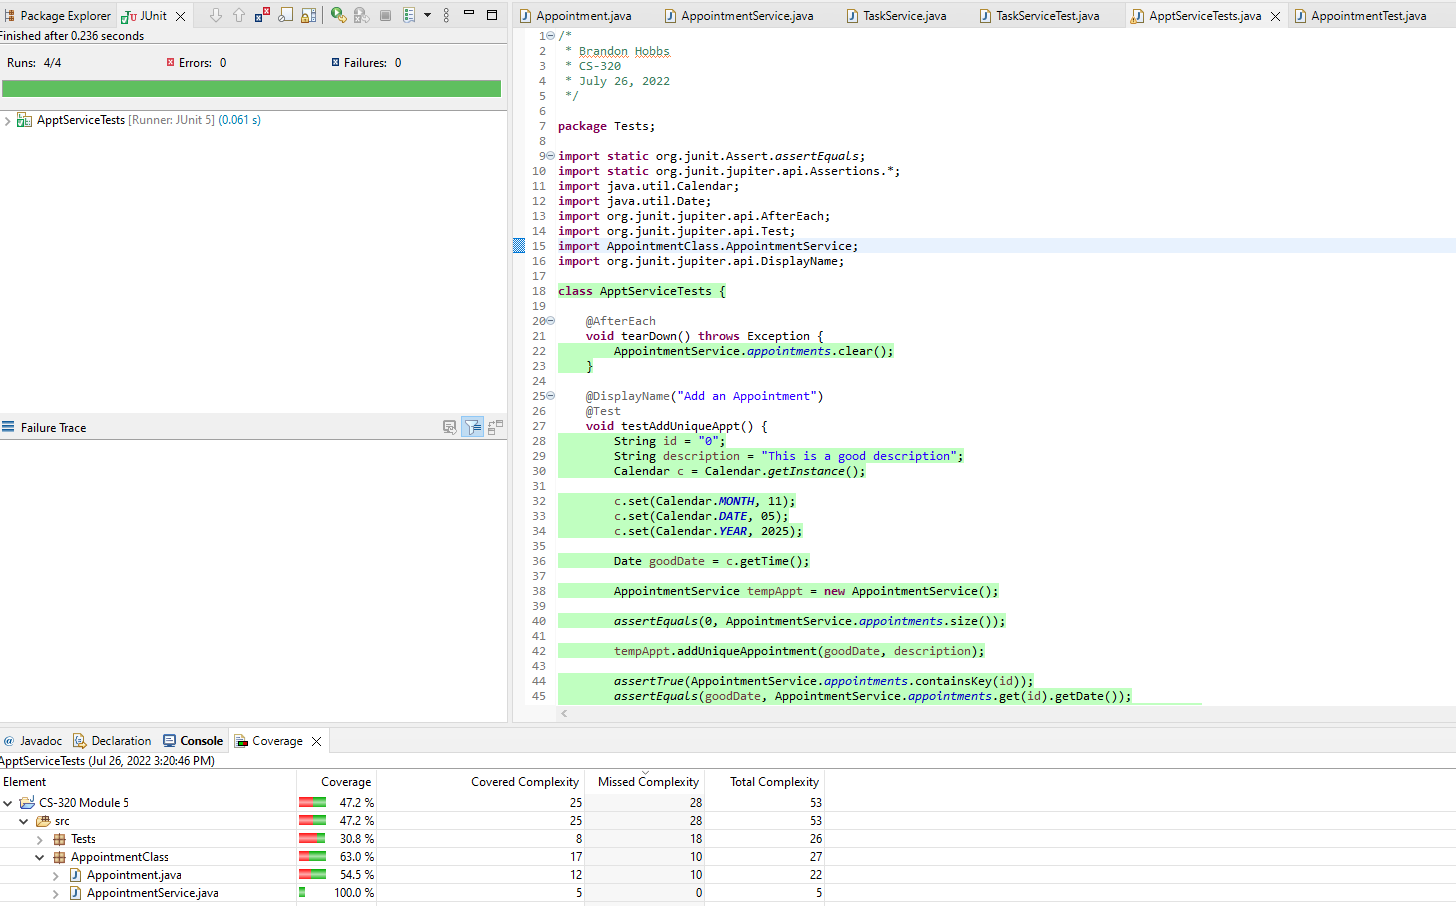 Package Explorer JUnit
Finished after 0.236 seconds
Runs: 4/4 Errors: 0 Failures: 0
ApptServiceTests [Runner: JUnit 5] (0.061 s)
Failure Trace
Appointment.java AppointmentService.java TaskService.java TaskServiceTest.java ApptServiceTests.java AppointmentTest.java
1 /*
2 * Brandon Hobbs
3 * CS-320
4 * July 26, 2022
5 */
6
7 package Tests;
8
9 import static org.junit.Assert.assertEquals;
10 import static org.junit.jupiter.api.Assertions.*;
11 import java.util.Calendar;
12 import java.util.Date;
13 import org.junit.jupiter.api.AfterEach;
14 import org.junit.jupiter.api.Test;
15 import AppointmentClass.AppointmentService;
16 import org.junit.jupiter.api.DisplayName;
17
18 class ApptServiceTests {
19
20 @AfterEach
21 void tearDown() throws Exception {
22 AppointmentService.appointments.clear();
23 }
24
25 @DisplayName("Add an Appointment")
26 @Test
27 void testAddUniqueAppt() {
28 String id = "0";
29 String description = "This is a good description";
30 Calendar c = Calendar.getInstance();
31
32 c.set(Calendar.MONTH, 11);
33 c.set(Calendar.DATE, 05);
34 c.set(Calendar.YEAR, 2025);
35
36 Date goodDate = c.getTime();
37
38 AppointmentService tempAppt = new AppointmentService();
39
40 assertEquals(0, AppointmentService.appointments.size());
41
42 tempAppt.addUniqueAppointment(goodDate, description);
43
44 assertTrue(AppointmentService.appointments.containsKey(id));
45 assertEquals(goodDate, AppointmentService.appointments.get(id).getDate());
@ Javadoc Declaration Console Coverage
ApptServiceTests (Jul 26, 2022 3:20:46 PM)
Element Coverage Covered Complexity Missed Complexity Total Complexity
CS-320 Module 5 47.2 % 25 28 53
src 47.2 % 25 28 53
Tests 30.8 % 8 18 26
AppointmentClass 63.0 % 17 10 27
Appointment.java 54.5 % 12 10 22
AppointmentService.java 100.0 % 5 0 5